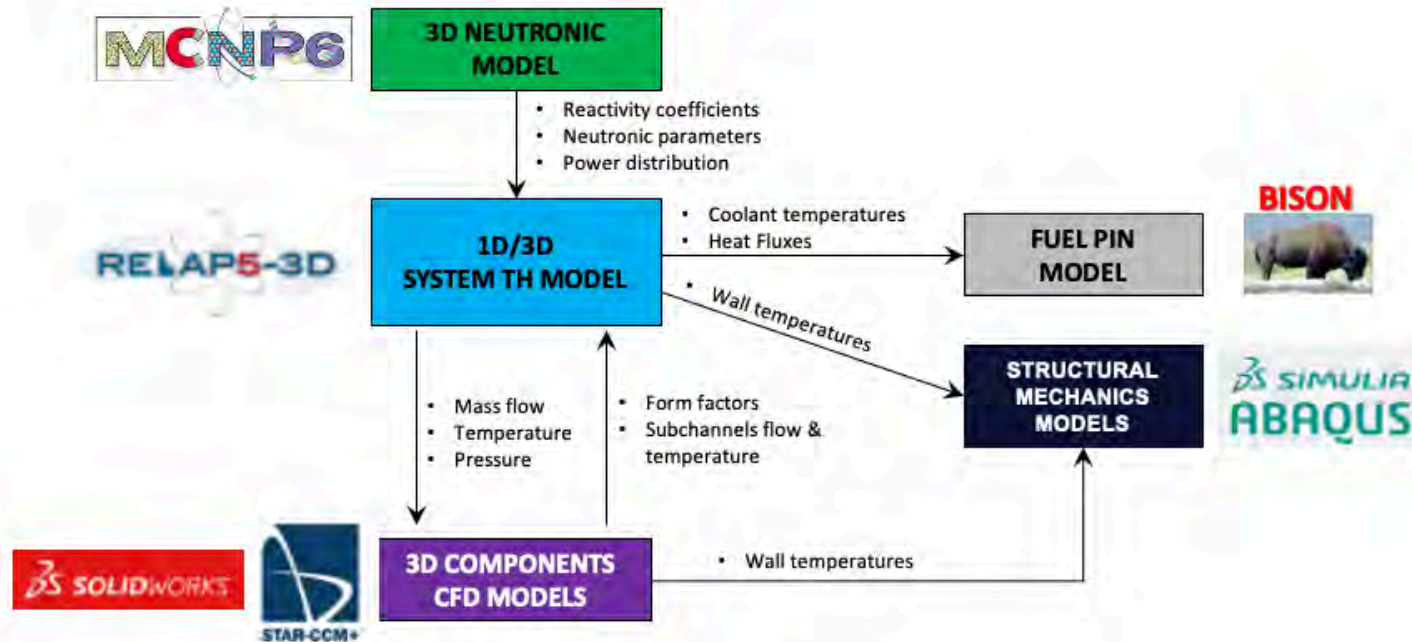 MCNP6
3D NEUTRONIC
MODEL
• Reactivity coefficients
• Neutronic parameters
• Power distribution
RELAP5-3D
1D/3D
SYSTEM TH MODEL
• Coolant temperatures
• Heat Fluxes
FUEL PIN
MODEL
BISON
• Wall temperatures
STRUCTURAL
MECHANICS
MODELS
SIMULIA
ABAQUS
• Mass flow
• Temperature
• Pressure
• Form factors
• Subchannels flow &
temperature
SOLIDWORKS
STAR-CCM+
3D COMPONENTS
CFD MODELS
• Wall temperatures